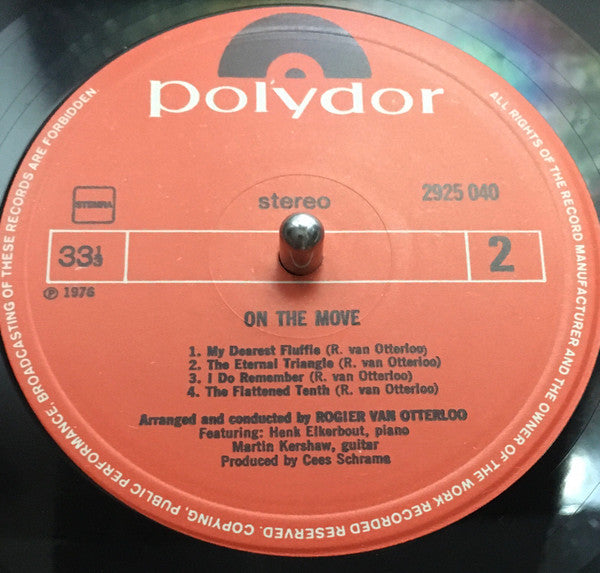 polydor
stereo
2925 040
STEMRA
33⅓
2
℗ 1976
ON THE MOVE
1. My Dearest Fluffie (R. van Otterloo)
2. The Eternal Triangle (R. van Otterloo)
3. I Do Remember (R. van Otterloo)
4. The Flattened Tenth (R. van Otterloo)
Arranged and conducted by ROGIER VAN OTTERLOO
Featuring: Henk Elkerbout, piano
Martin Kershaw, guitar
Produced by Cees Schrama
ALL RIGHTS OF THE RECORD MANUFACTURER AND THE OWNER OF THE WORK RECORDED RESERVED. COPYING, PUBLIC PERFORMANCE, BROADCASTING OF THESE RECORDS ARE FORBIDDEN.